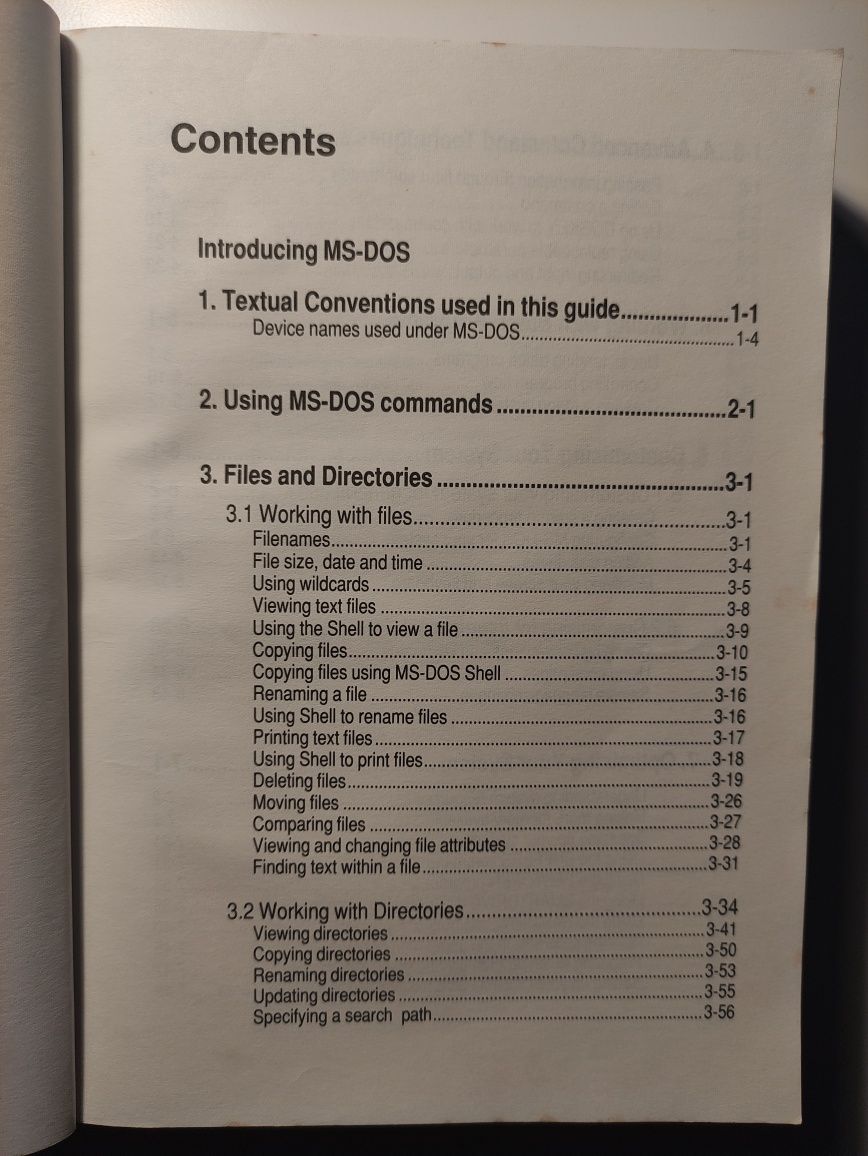 Contents
Introducing MS-DOS
1. Textual Conventions used in this guide...................1-1
Device names used under MS-DOS.............................................1-4
2. Using MS-DOS commands .......................................2-1
3. Files and Directories .................................................3-1
3.1 Working with files...........................................................3-1
Filenames...................................................................................3-1
File size, date and time ..............................................................3-4
Using wildcards ..........................................................................3-5
Viewing text files ........................................................................3-8
Using the Shell to view a file ......................................................3-9
Copying files.............................................................................3-10
Copying files using MS-DOS Shell ...........................................3-15
Renaming a file ........................................................................3-16
Using Shell to rename files .......................................................3-16
Printing text files .......................................................................3-17
Using Shell to print files.............................................................3-18
Deleting files.............................................................................3-19
Moving files ..............................................................................3-26
Comparing files ........................................................................3-27
Viewing and changing file attributes .........................................3-28
Finding text within a file............................................................3-31
3.2 Working with Directories............................................3-34
Viewing directories ...................................................................3-41
Copying directories ..................................................................3-50
Renaming directories ...............................................................3-53
Updating directories .................................................................3-55
Specifying a search  path.........................................................3-56